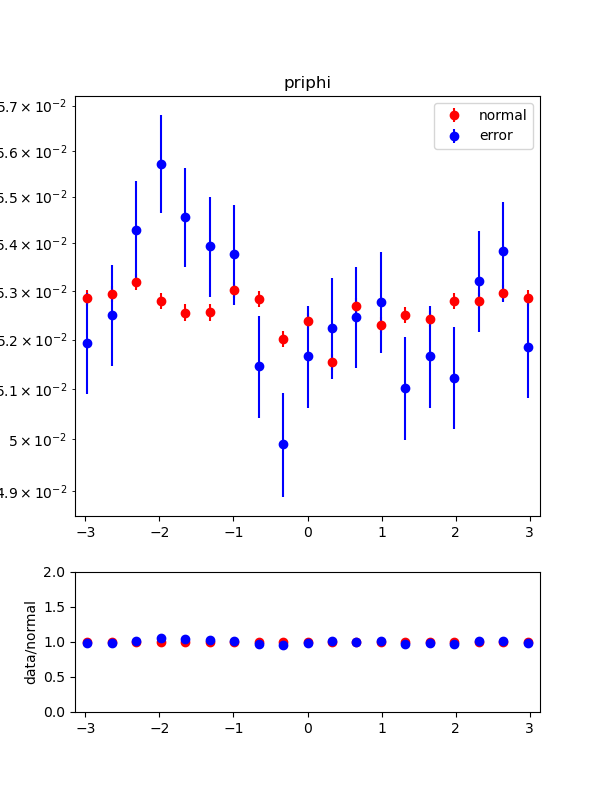 priphi
5.7 × 10⁻²
5.6 × 10⁻²
5.5 × 10⁻²
5.4 × 10⁻²
5.3 × 10⁻²
5.2 × 10⁻²
5.1 × 10⁻²
5 × 10⁻²
4.9 × 10⁻²
normal
error
−3 −2 −1 0 1 2 3
data/normal
2.0
1.5
1.0
0.5
0.0
−3 −2 −1 0 1 2 3